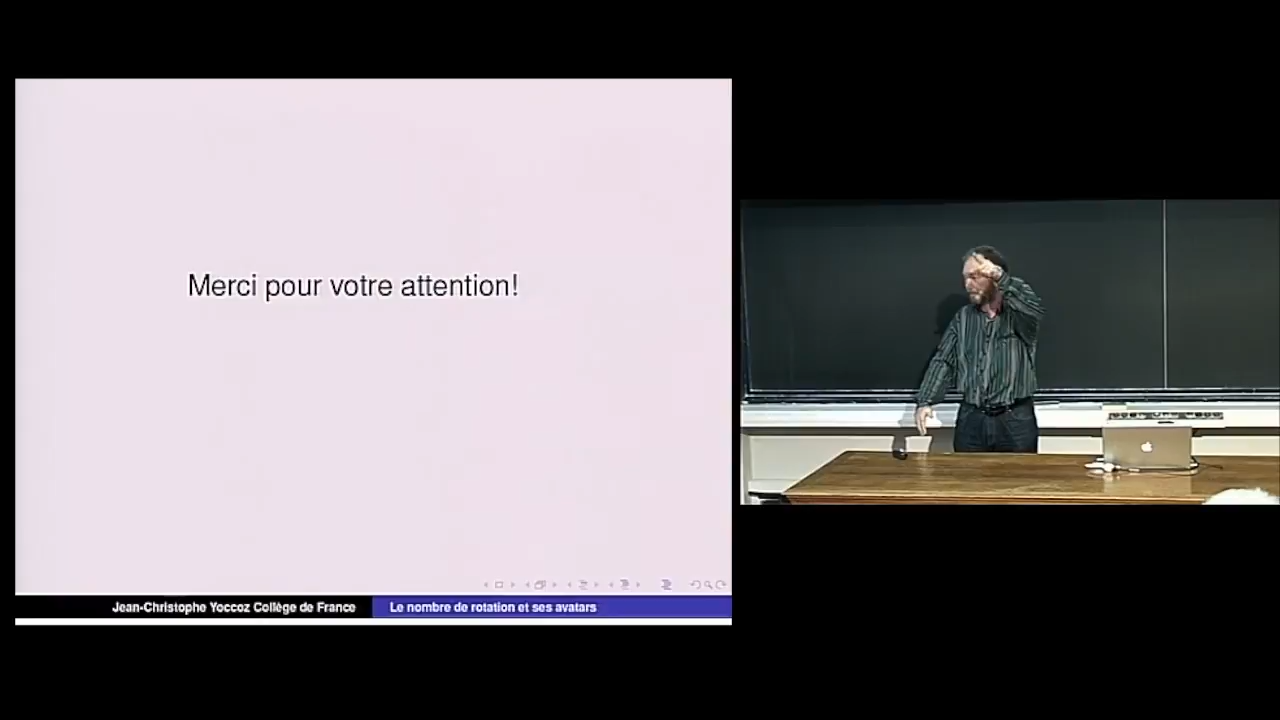 Merci pour votre attention!
Jean-Christophe Yoccoz Collège de France
Le nombre de rotation et ses avatars